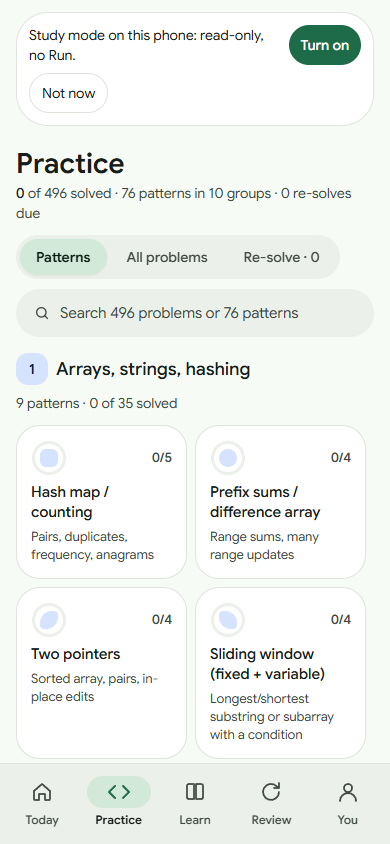 Study mode on this phone: read-only,
no Run.
Turn on
Not now
Practice
0 of 496 solved · 76 patterns in 10 groups · 0 re-solves
due
Patterns
All problems
Re-solve · 0
Search 496 problems or 76 patterns
1
Arrays, strings, hashing
9 patterns · 0 of 35 solved
0/5
Hash map /
counting
Pairs, duplicates,
frequency, anagrams
0/4
Prefix sums /
difference array
Range sums, many
range updates
0/4
Two pointers
Sorted array, pairs, in-
place edits
0/4
Sliding window
(fixed + variable)
Longest/shortest
substring or subarray
with a condition
Today
Practice
Learn
Review
You